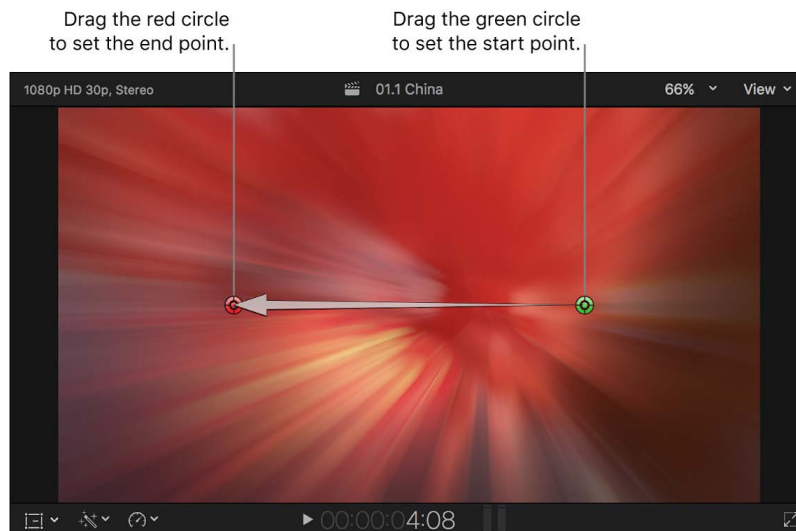 Drag the red circle
to set the end point.
Drag the green circle
to set the start point.
1080p HD 30p, Stereo
01.1 China
66%
View
00:00:04:08